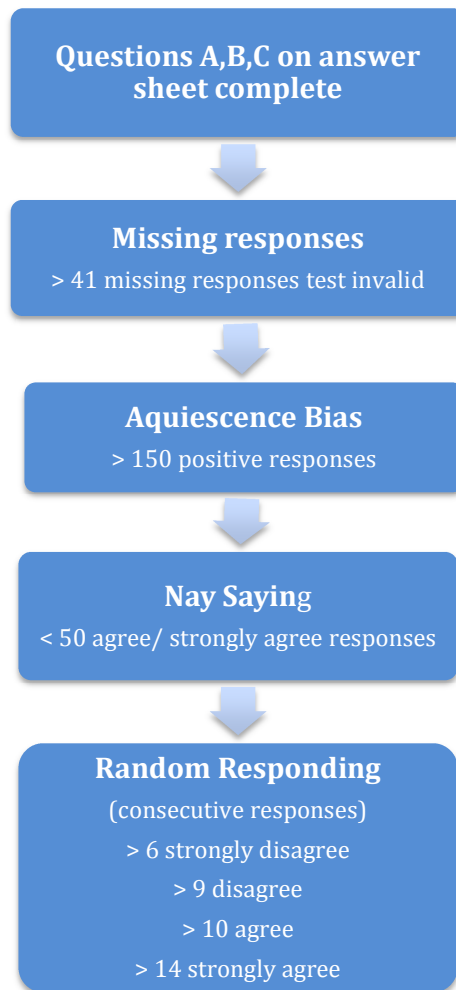 Questions A,B,C on answer
sheet complete
Missing responses
> 41 missing responses test invalid
Aquiescence Bias
> 150 positive responses
Nay Saying
< 50 agree/ strongly agree responses
Random Responding
(consecutive responses)
> 6 strongly disagree
> 9 disagree
> 10 agree
> 14 strongly agree